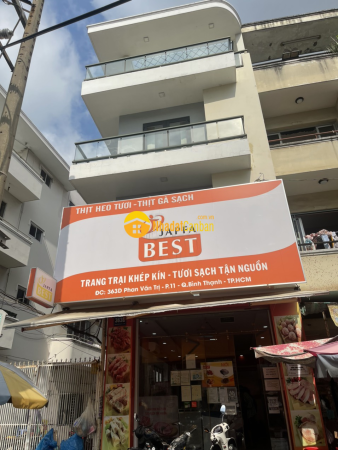 THỊT HEO TƯƠI - THỊT GÀ SẠCH
JAPFA
BEST
TRANG TRẠI KHÉP KÍN - TƯƠI SẠCH TẬN NGUỒN
ĐC: 363D Phan Văn Trị - P.11 - Q.Bình Thạnh - TP.HCM